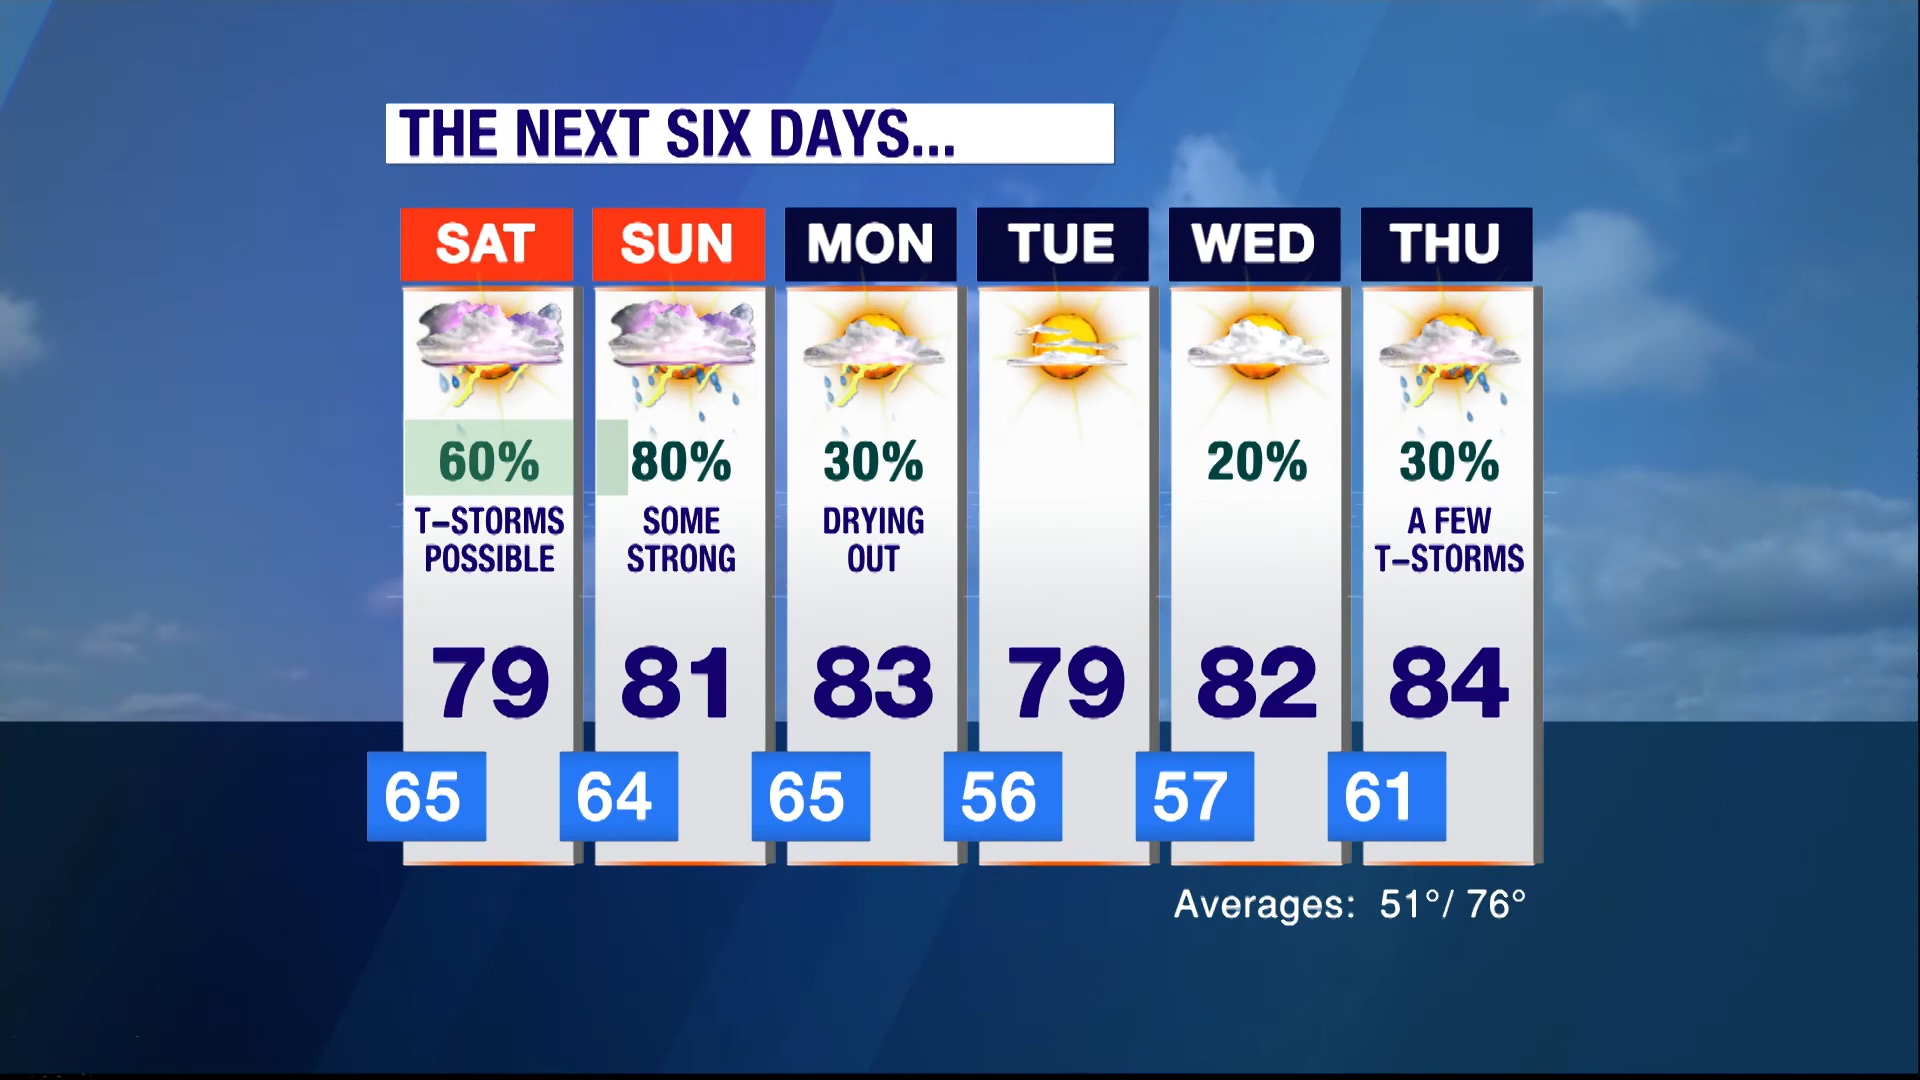 THE NEXT SIX DAYS...
SAT SUN MON TUE WED THU
60% 80% 30% 20% 30%
T-STORMS SOME DRYING A FEW
POSSIBLE STRONG OUT T-STORMS
79 81 83 79 82 84
65 64 65 56 57 61
Averages: 51°/ 76°